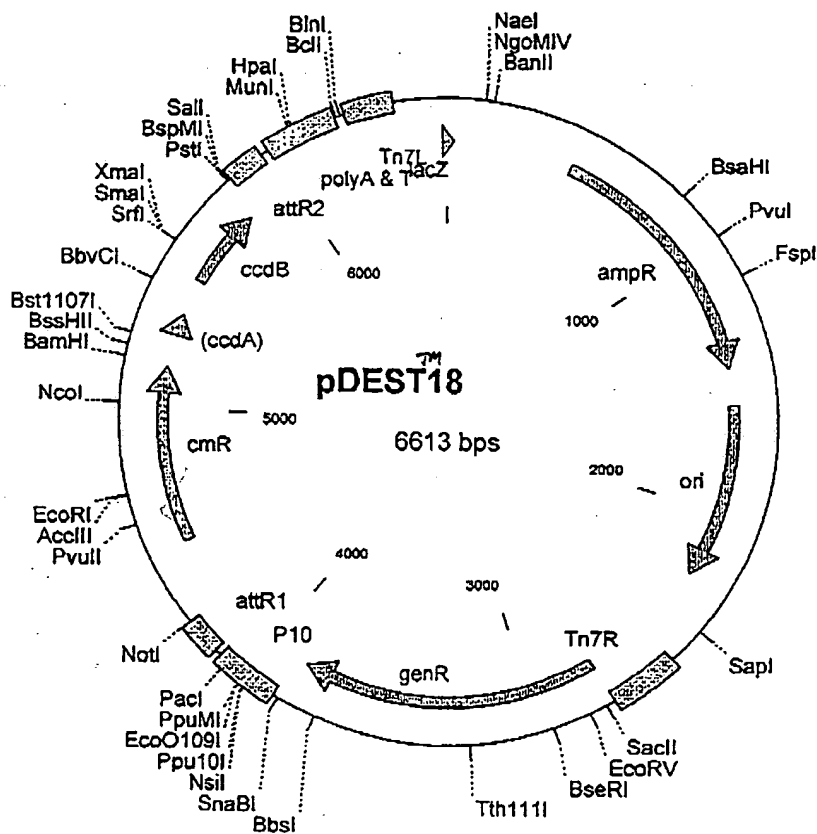 BlnI
BclI
HpaI
MunI
SalI
BspMI
PstI
XmaI
SmaI
SrfI
BbvCI
Bst1107I
BssHII
BamHI
NcoI
EcoRI
AccIII
PvuII
NotI
PacI
PpuMI
EcoO109I
Ppu10I
NsiI
SnaBI
BbsI
Tth111I
BseRI
EcoRV
SacII
SapI
FspI
PvuI
BsaHI
BanII
NgoMIV
NaeI
Tn7L
lacZ
polyA & T
attR2
ccdB
6000
ampR
1000
(ccdA)
pDEST™18
5000
6613 bps
cmR
2000
ori
4000
3000
attR1
P10
genR
Tn7R